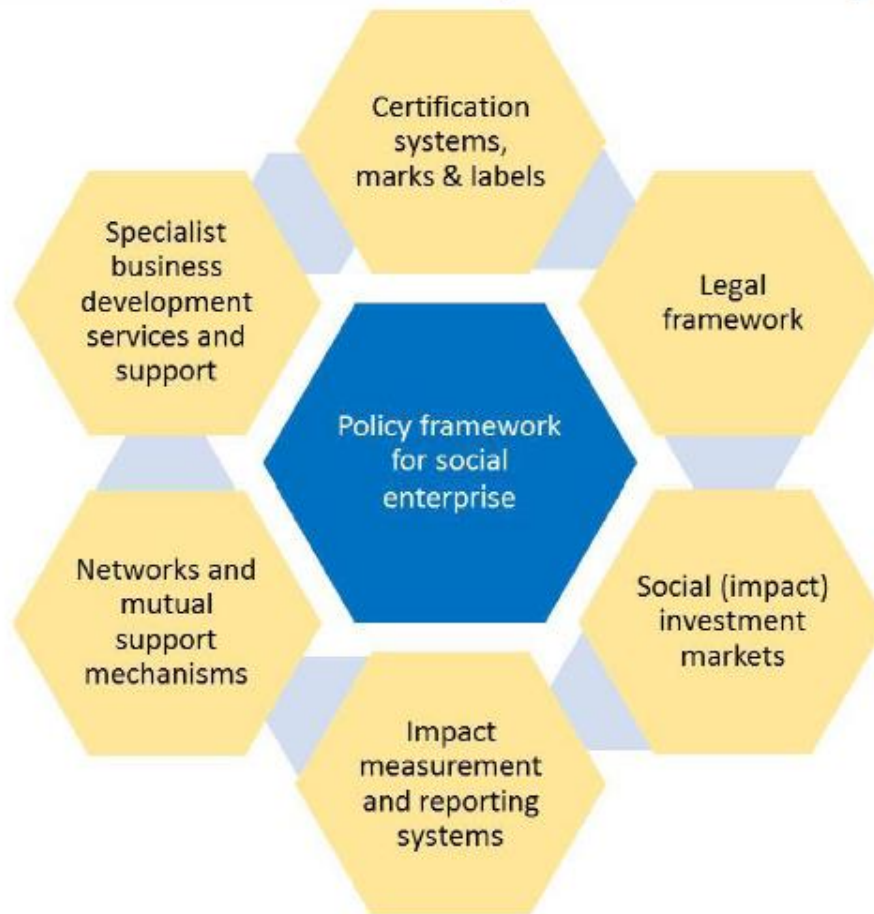 Certification
systems,
marks & labels
Legal
framework
Social (impact)
investment
markets
Impact
measurement
and reporting
systems
Networks and
mutual
support
mechanisms
Specialist
business
development
services and
support
Policy framework
for social
enterprise